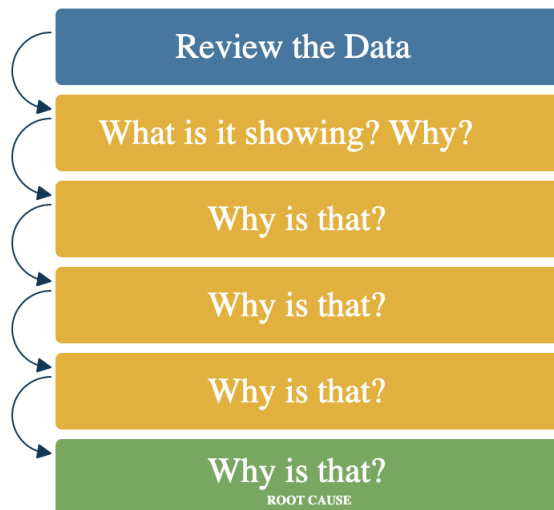 Review the Data
What is it showing? Why?
Why is that?
Why is that?
Why is that?
Why is that?
ROOT CAUSE